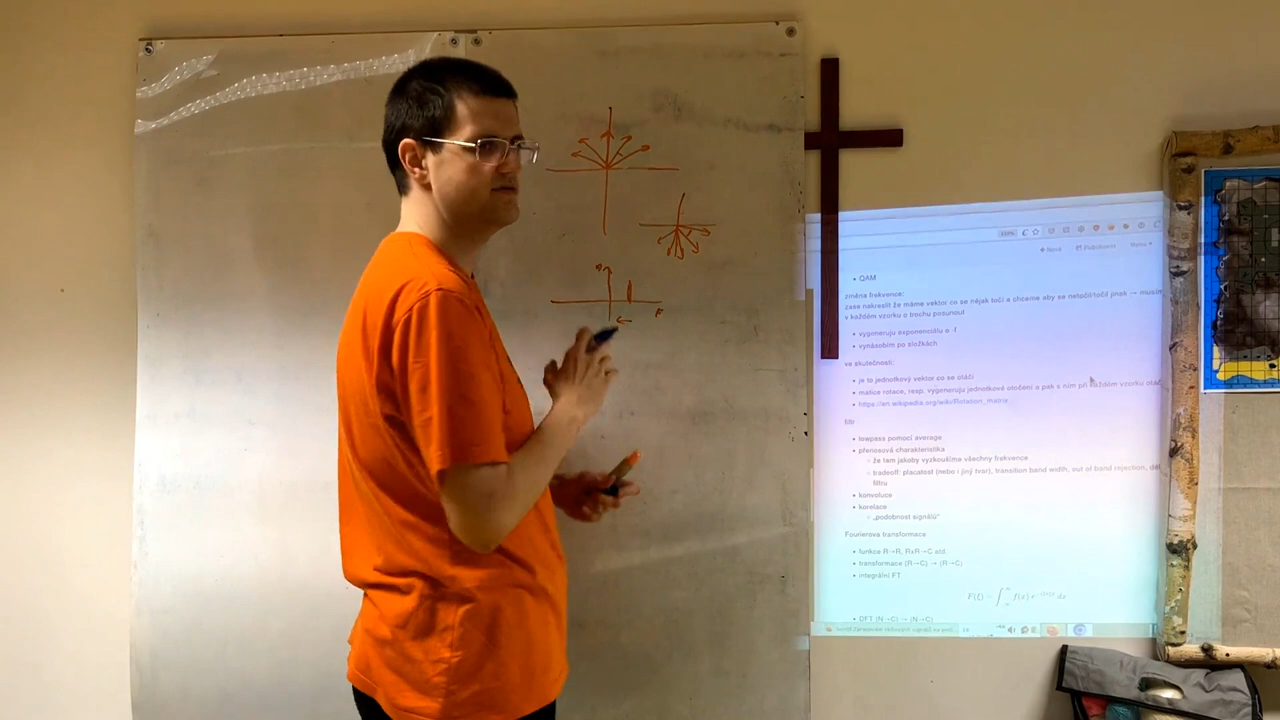 QAM
změna frekvence:
zase nakreslit že máme vektor co se nějak točí a chceme aby se netočil/točil jinak → musím
v každém vzorku o trochu posunout
vygeneruju exponenciálu o -f
vynásobím po složkách
ve skutečnosti:
je to jednotkový vektor co se otáčí
matice rotace, resp. vygeneruju jednotkové otočení a pak s ním při každém vzorku otáč
https://en.wikipedia.org/wiki/Rotation_matrix
filtr
lowpass pomocí average
přenosová charakteristika
že tam jakoby vyzkoušíme všechny frekvence
tradeoff: placatost (nebo i jiný tvar), transition band width, out of band rejection, dél
filtru
konvoluce
korelace
„podobnost signálů“
Fourierova transformace
funkce R→R, RxR→C atd.
transformace (R→C) → (R→C)
integrální FT
DFT (N→C) → (N→C)